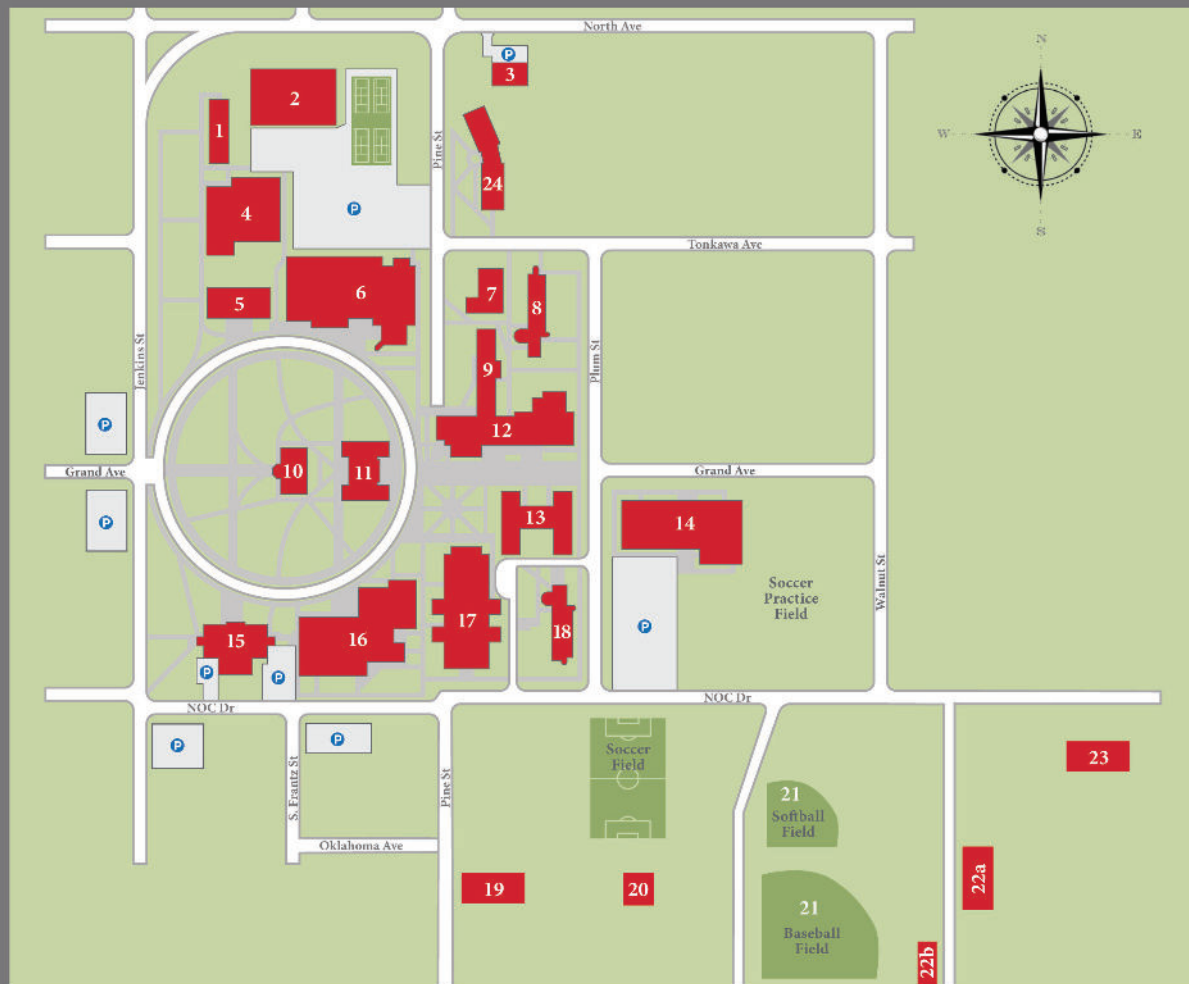 North Ave
N
W
E
S
P
3
2
1
Pine St
24
4
P
Tonkawa Ave
7
8
5
6
Jenkins St
Plum St
9
P
12
Grand Ave
10
11
Grand Ave
P
13
14
Walnut St
Soccer
Practice
Field
15
16
17
18
P
P
P
NOC Dr
NOC Dr
P
P
S. Frantz St
Pine St
Soccer
Field
23
21
Softball
Field
Oklahoma Ave
19
20
22a
21
Baseball
Field
22b